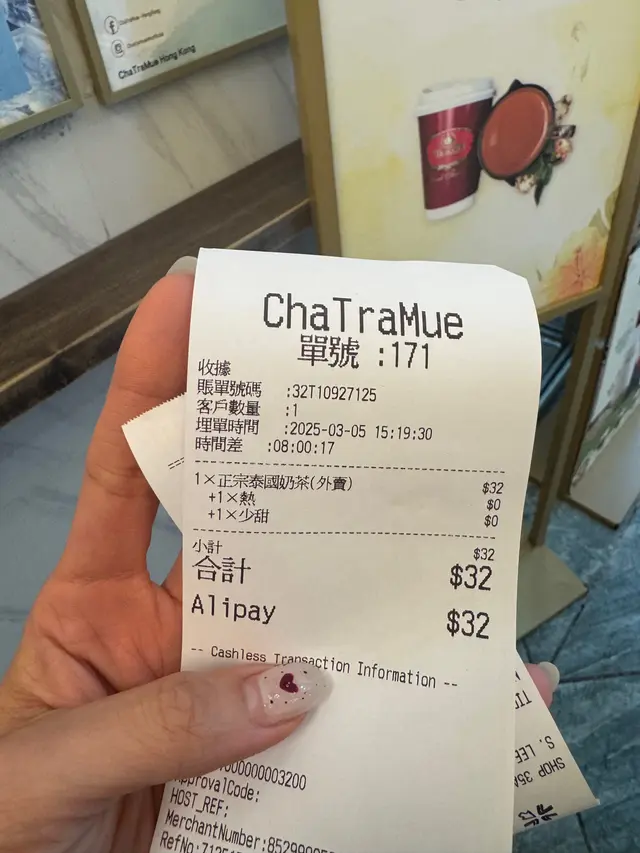 ChaTraMue Hong Kong
ChaTraMue
單號 :171
收據
賬單號碼 :32T10927125
客戶數量 :1
埋單時間 :2025-03-05 15:19:30
時間差 :08:00:17
1×正宗泰國奶茶(外賣) $32
+1×熱 $0
+1×少甜 $0
小計 $32
合計 $32
Alipay $32
-- Cashless Transaction Information --
ApprovalCode:
HOST_REF:
S. LEE
SHOP 35A